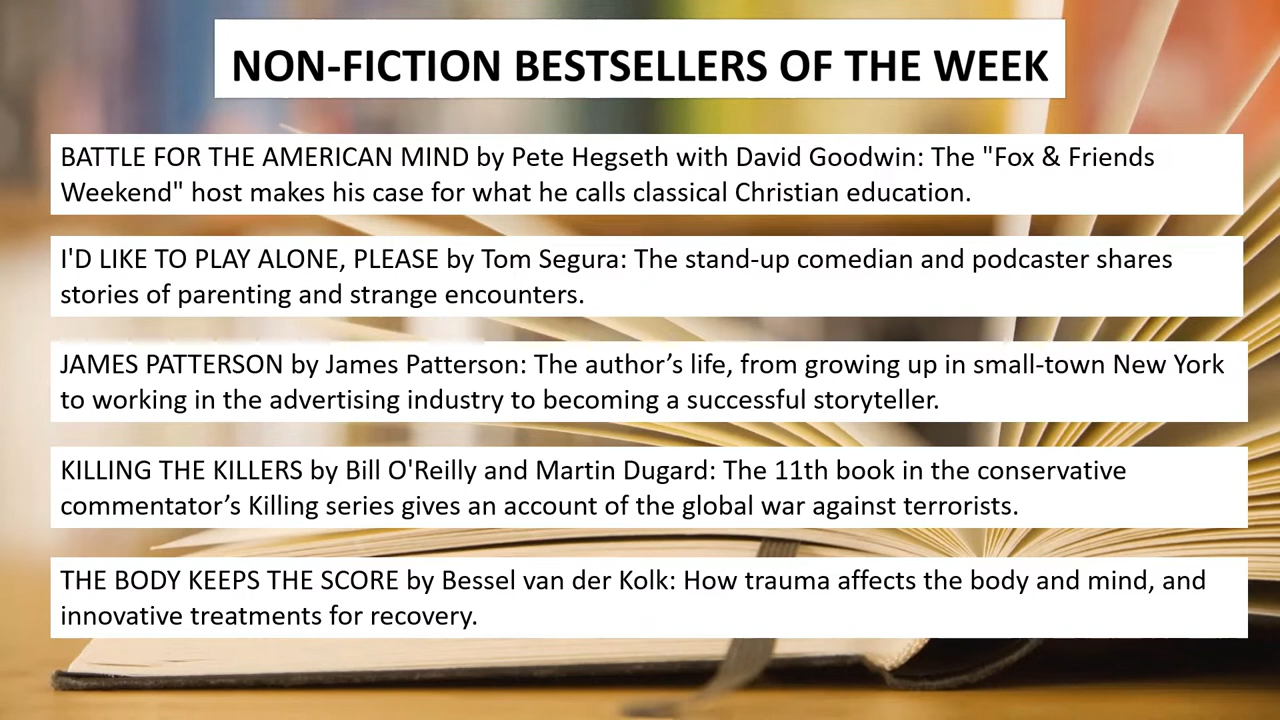 NON-FICTION BESTSELLERS OF THE WEEK
BATTLE FOR THE AMERICAN MIND by Pete Hegseth with David Goodwin: The "Fox & Friends
Weekend" host makes his case for what he calls classical Christian education.
I'D LIKE TO PLAY ALONE, PLEASE by Tom Segura: The stand-up comedian and podcaster shares
stories of parenting and strange encounters.
JAMES PATTERSON by James Patterson: The author’s life, from growing up in small-town New York
to working in the advertising industry to becoming a successful storyteller.
KILLING THE KILLERS by Bill O'Reilly and Martin Dugard: The 11th book in the conservative
commentator’s Killing series gives an account of the global war against terrorists.
THE BODY KEEPS THE SCORE by Bessel van der Kolk: How trauma affects the body and mind, and
innovative treatments for recovery.